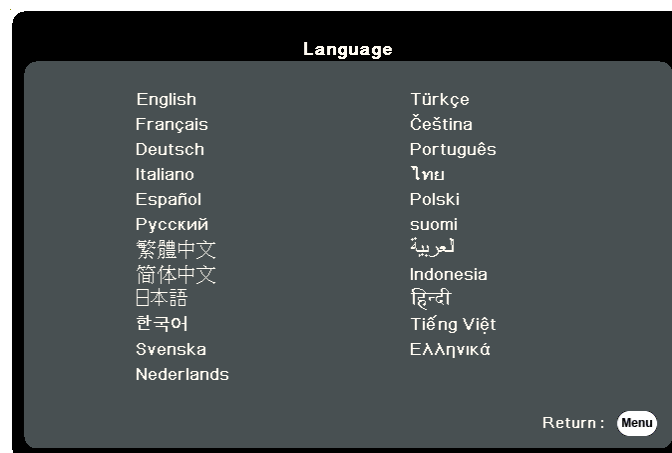 Language
English
Français
Deutsch
Italiano
Español
Русский
繁體中文
简体中文
日本語
한국어
Svenska
Nederlands
Türkçe
Čeština
Português
ไทย
Polski
suomi
العربية
Indonesia
हिन्दी
Tiếng Việt
Ελληνικά
Return : Menu